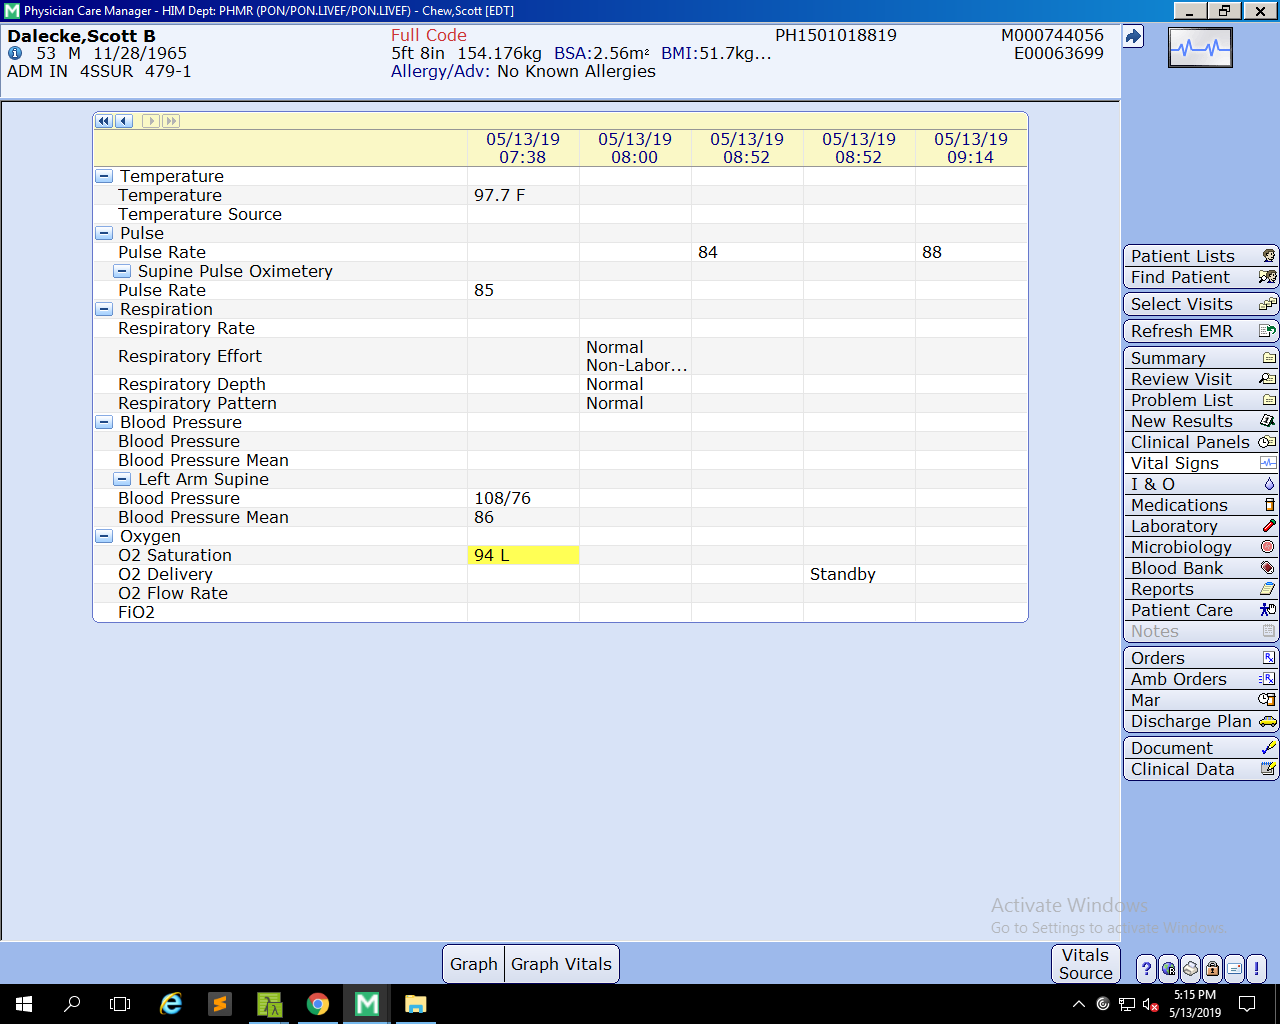 Physician Care Manager - HIM Dept: PHMR (PON/PON.LIVEF/PON.LIVEF) - Chew,Scott [EDT]
Dalecke,Scott B
53 M 11/28/1965
ADM IN 4SSUR 479-1
Full Code
5ft 8in 154.176kg BSA:2.56m² BMI:51.7kg...
Allergy/Adv: No Known Allergies
PH1501018819
M000744056
E00063699
05/13/19 05/13/19 05/13/19 05/13/19 05/13/19
07:38 08:00 08:52 08:52 09:14
Temperature
Temperature 97.7 F
Temperature Source
Pulse
Pulse Rate 84 88
Supine Pulse Oximetery
Pulse Rate 85
Respiration
Respiratory Rate
Respiratory Effort Normal
Non-Labor...
Respiratory Depth Normal
Respiratory Pattern Normal
Blood Pressure
Blood Pressure
Blood Pressure Mean
Left Arm Supine
Blood Pressure 108/76
Blood Pressure Mean 86
Oxygen
O2 Saturation 94 L
O2 Delivery Standby
O2 Flow Rate
FiO2
Patient Lists
Find Patient
Select Visits
Refresh EMR
Summary
Review Visit
Problem List
New Results
Clinical Panels
Vital Signs
I & O
Medications
Laboratory
Microbiology
Blood Bank
Reports
Patient Care
Notes
Orders
Amb Orders
Mar
Discharge Plan
Document
Clinical Data
Activate Windows
Go to Settings to activate Windows.
Graph
Graph Vitals
Vitals
Source
5:15 PM
5/13/2019